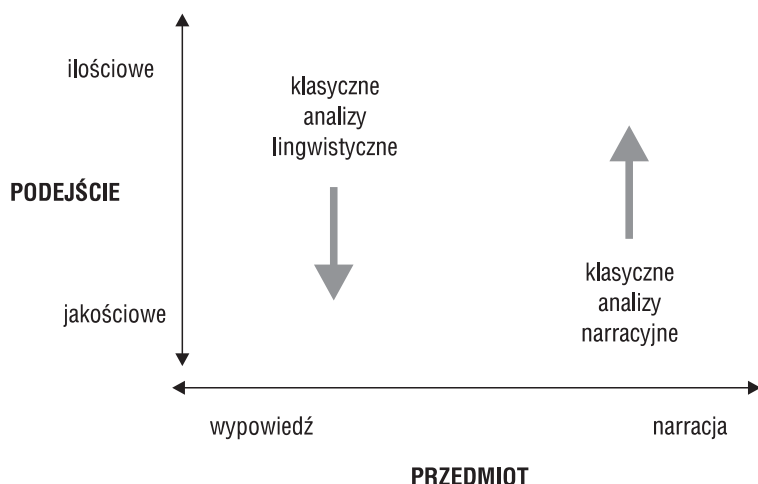 ilościowe
klasyczne
analizy
lingwistyczne
PODEJŚCIE
jakościowe
klasyczne
analizy
narracyjne
wypowiedź
narracja
PRZEDMIOT